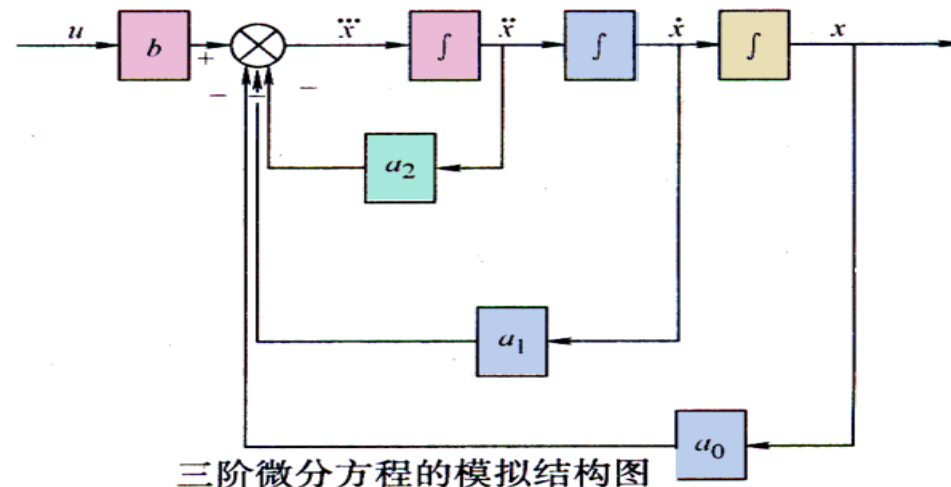 u b + − − − x⃛ ∫ ẍ ∫ ẋ ∫ x
a₂
a₁
a₀
三阶微分方程的模拟结构图